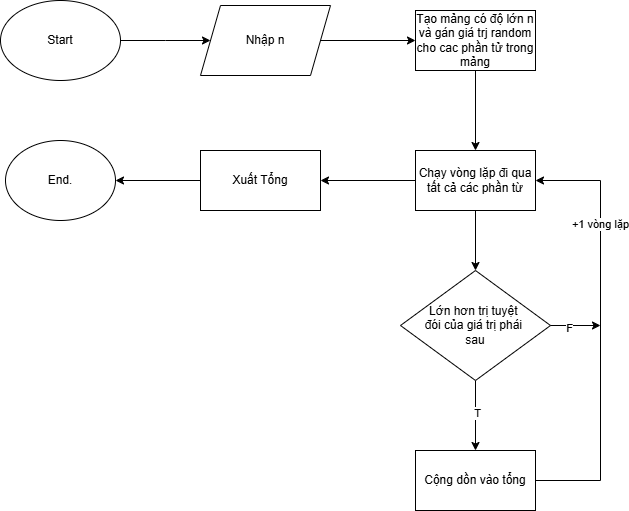 Start
Nhập n
Tạo mảng có độ lớn n
và gán giá trị random
cho cac phần tử trong
mảng
End.
Xuất Tổng
Chạy vòng lặp đi qua
tất cả các phần từ
+1 vòng lặp
Lớn hơn trị tuyệt
đói của giá trị phái
sau
F
T
Cộng dồn vào tổng